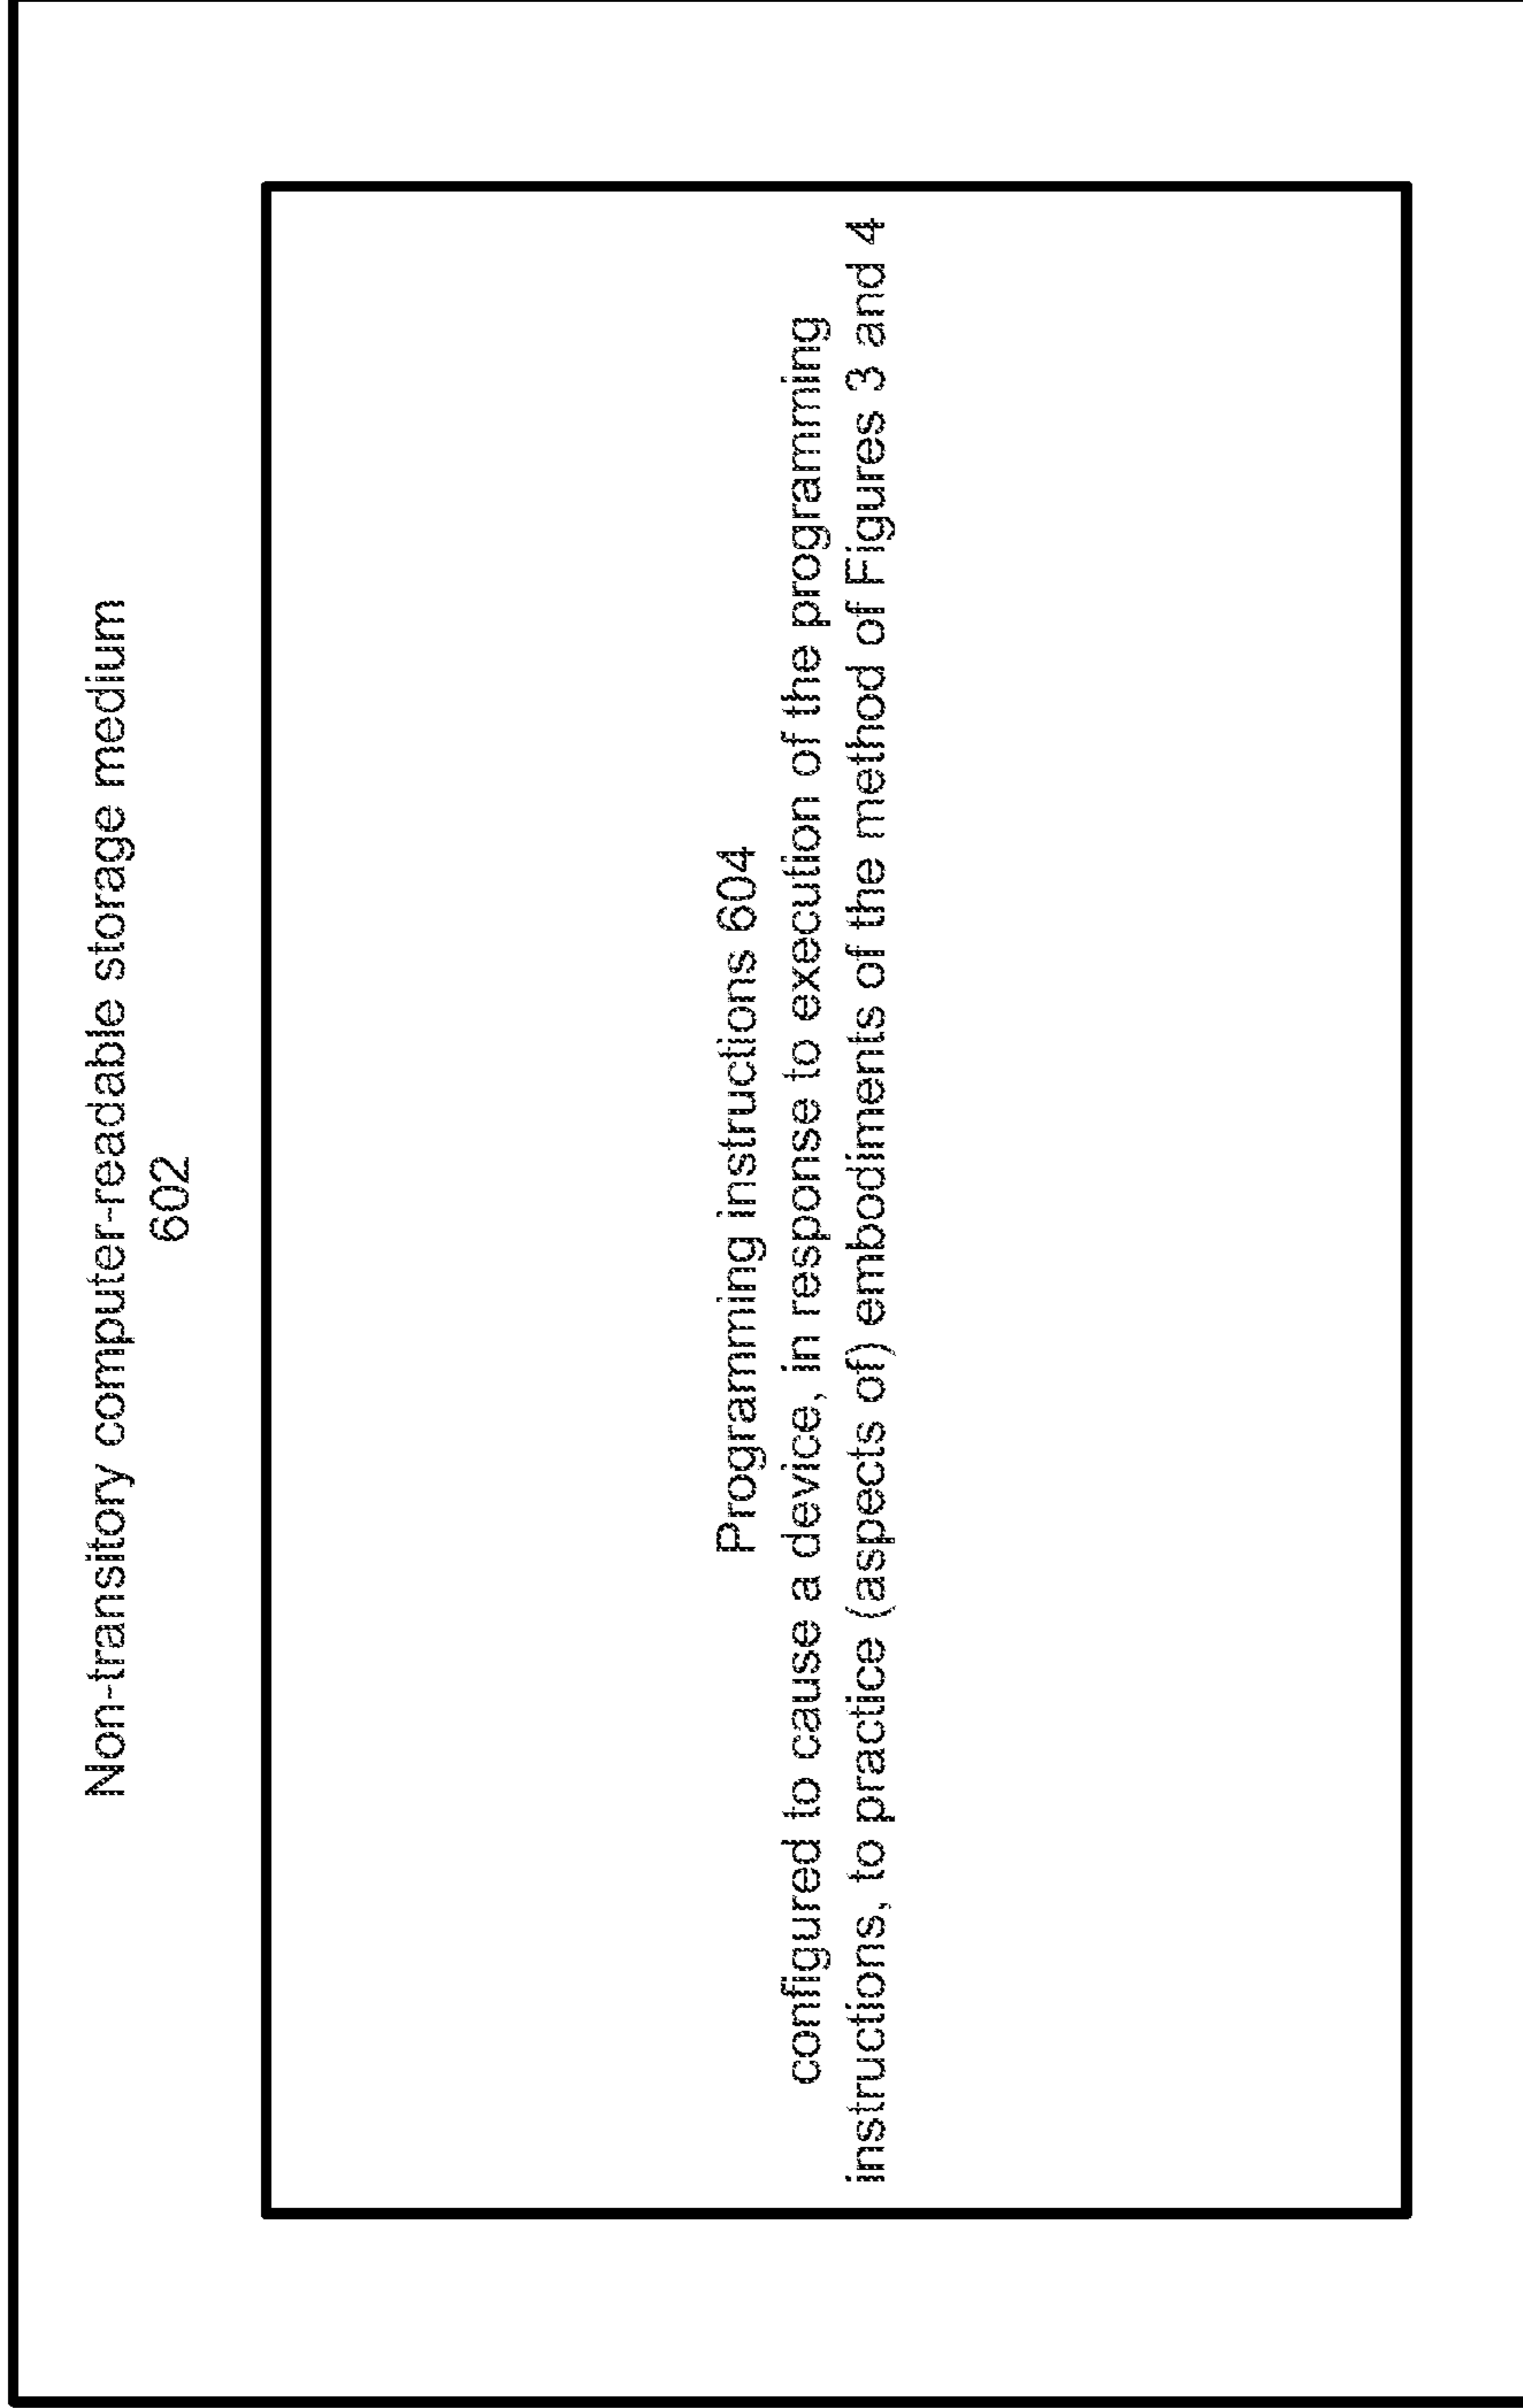 Non-transitory computer-readable storage medium
602
Programming instructions 604
configured to cause a device, in response to execution of the programming
instructions, to practice (aspects of) embodiments of the method of Figures 3 and 4